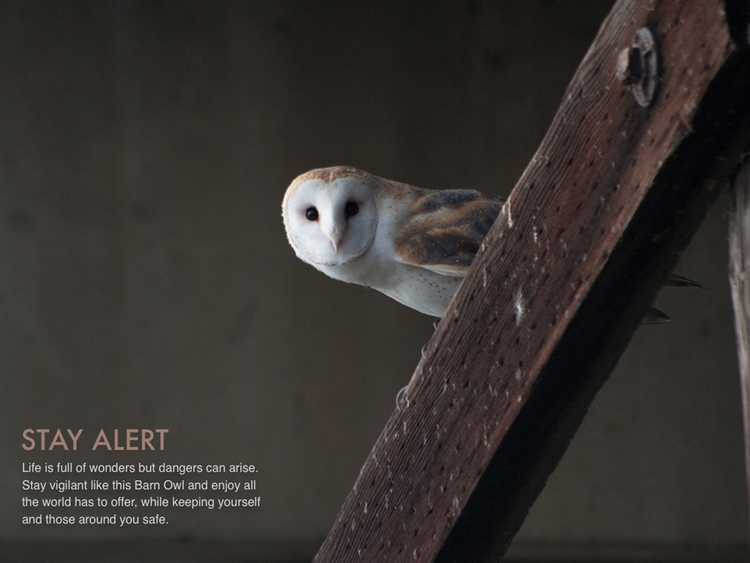 STAY ALERT
Life is full of wonders but dangers can arise.
Stay vigilant like this Barn Owl and enjoy all
the world has to offer, while keeping yourself
and those around you safe.